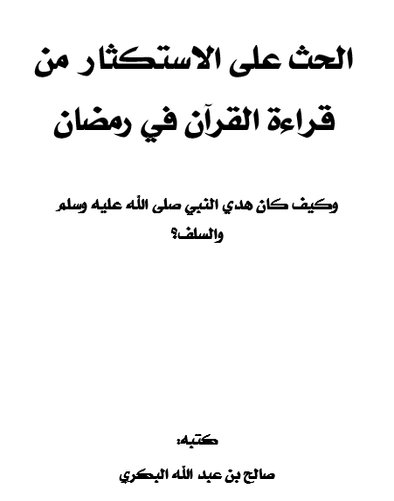 الحث على الاستكثار من
قراءة القرآن في رمضان
وكيف كان هدي النبي صلى الله عليه وسلم
والسلف؟
كتبه:
صالح بن عبد الله البكري